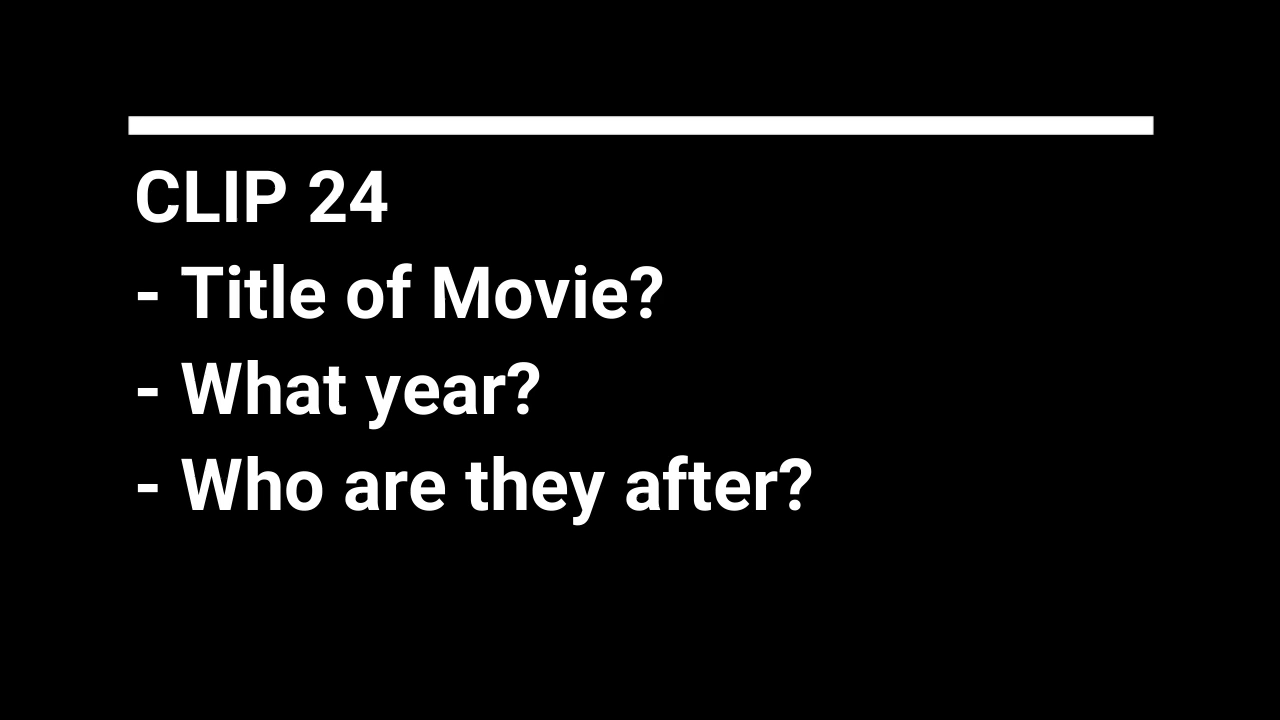 CLIP 24
- Title of Movie?
- What year?
- Who are they after?